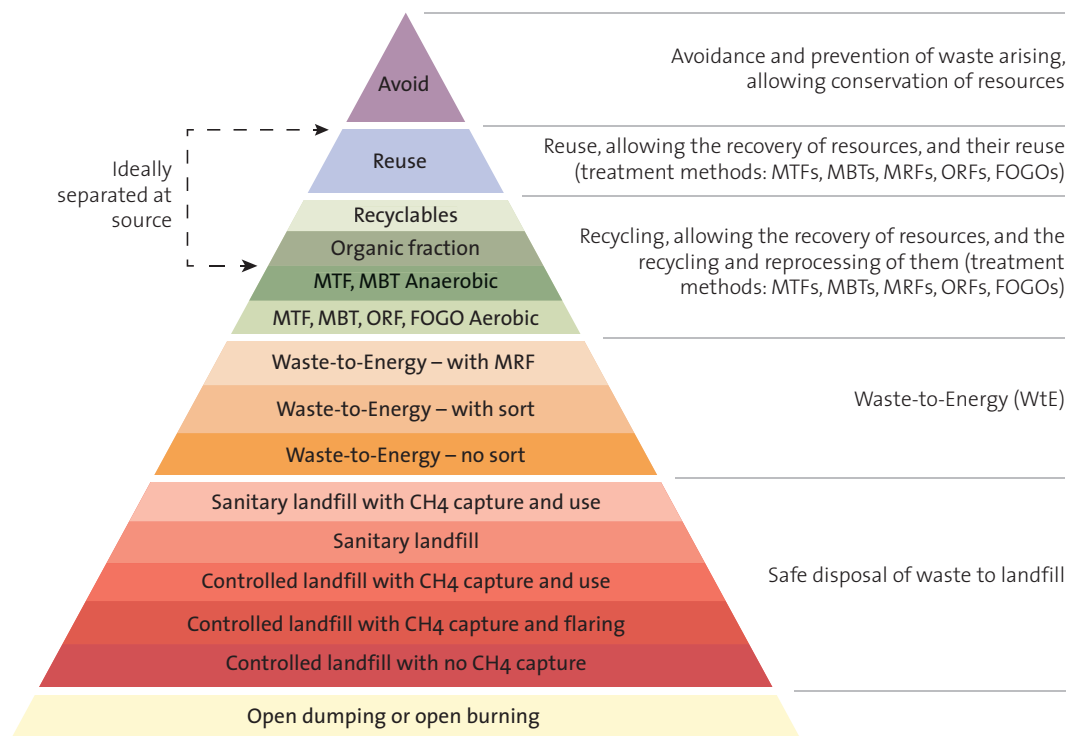 Avoid
Avoidance and prevention of waste arising,
allowing conservation of resources
Ideally
separated at
source
Reuse
Reuse, allowing the recovery of resources, and their reuse
(treatment methods: MTFs, MBTs, MRFs, ORFs, FOGOs)
Recyclables
Organic fraction
MTF, MBT Anaerobic
MTF, MBT, ORF, FOGO Aerobic
Recycling, allowing the recovery of resources, and the
recycling and reprocessing of them (treatment
methods: MTFs, MBTs, MRFs, ORFs, FOGOs)
Waste-to-Energy – with MRF
Waste-to-Energy – with sort
Waste-to-Energy – no sort
Waste-to-Energy (WtE)
Sanitary landfill with CH4 capture and use
Sanitary landfill
Controlled landfill with CH4 capture and use
Controlled landfill with CH4 capture and flaring
Controlled landfill with no CH4 capture
Safe disposal of waste to landfill
Open dumping or open burning